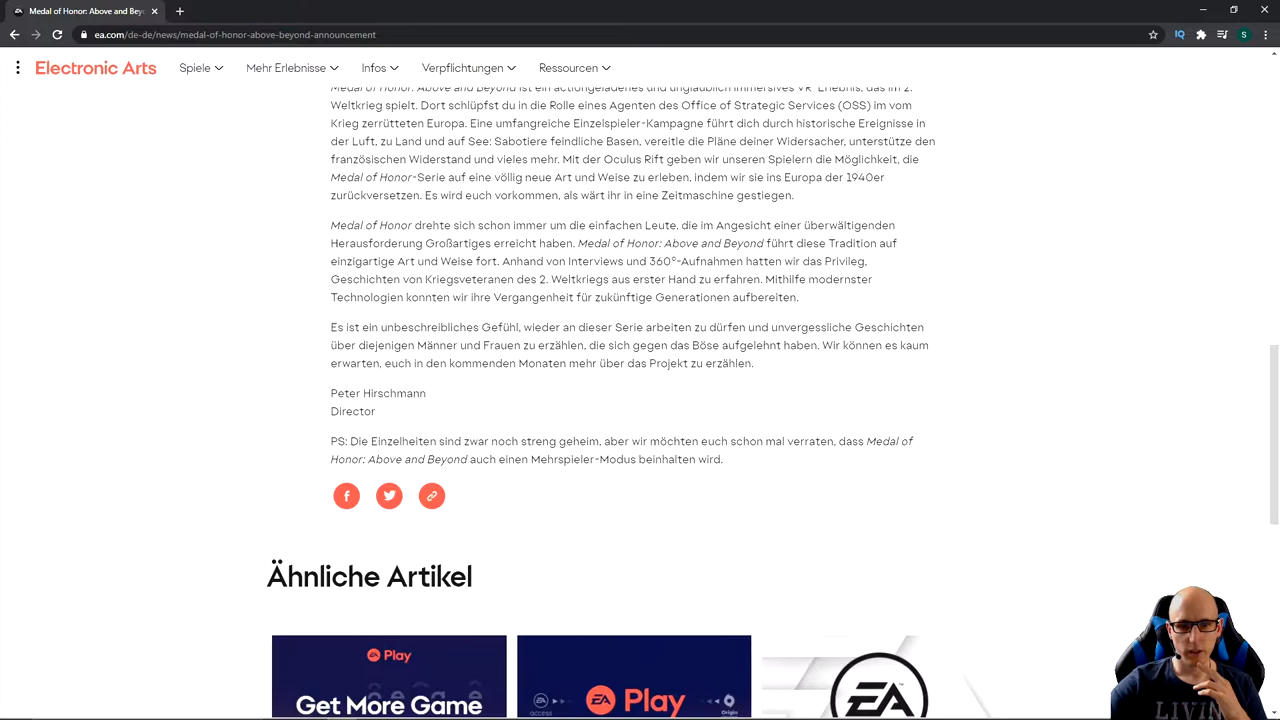 Medal of Honor: Above and Bey
ea.com/de-de/news/medal-of-honor-above-beyond-announcement
S
Electronic Arts
Spiele
Mehr Erlebnisse
Infos
Verpflichtungen
Ressourcen
Medal of Honor: Above and Beyond ist ein actiongeladenes und unglaublich immersives VR-Erlebnis, das im 2.
Weltkrieg spielt. Dort schlüpfst du in die Rolle eines Agenten des Office of Strategic Services (OSS) im vom
Krieg zerrütteten Europa. Eine umfangreiche Einzelspieler-Kampagne führt dich durch historische Ereignisse in
der Luft, zu Land und auf See: Sabotiere feindliche Basen, vereitle die Pläne deiner Widersacher, unterstütze den
französischen Widerstand und vieles mehr. Mit der Oculus Rift geben wir unseren Spielern die Möglichkeit, die
Medal of Honor-Serie auf eine völlig neue Art und Weise zu erleben, indem wir sie ins Europa der 1940er
zurückversetzen. Es wird euch vorkommen, als wärt ihr in eine Zeitmaschine gestiegen.
Medal of Honor drehte sich schon immer um die einfachen Leute, die im Angesicht einer überwältigenden
Herausforderung Großartiges erreicht haben. Medal of Honor: Above and Beyond führt diese Tradition auf
einzigartige Art und Weise fort. Anhand von Interviews und 360°-Aufnahmen hatten wir das Privileg,
Geschichten von Kriegsveteranen des 2. Weltkriegs aus erster Hand zu erfahren. Mithilfe modernster
Technologien konnten wir ihre Vergangenheit für zukünftige Generationen aufbereiten.
Es ist ein unbeschreibliches Gefühl, wieder an dieser Serie arbeiten zu dürfen und unvergessliche Geschichten
über diejenigen Männer und Frauen zu erzählen, die sich gegen das Böse aufgelehnt haben. Wir können es kaum
erwarten, euch in den kommenden Monaten mehr über das Projekt zu erzählen.
Peter Hirschmann
Director
PS: Die Einzelheiten sind zwar noch streng geheim, aber wir möchten euch schon mal verraten, dass Medal of
Honor: Above and Beyond auch einen Mehrspieler-Modus beinhalten wird.
Ähnliche Artikel
EA Play
Get More Game
EA access
EA Play
Origin
EA™
LIVIN